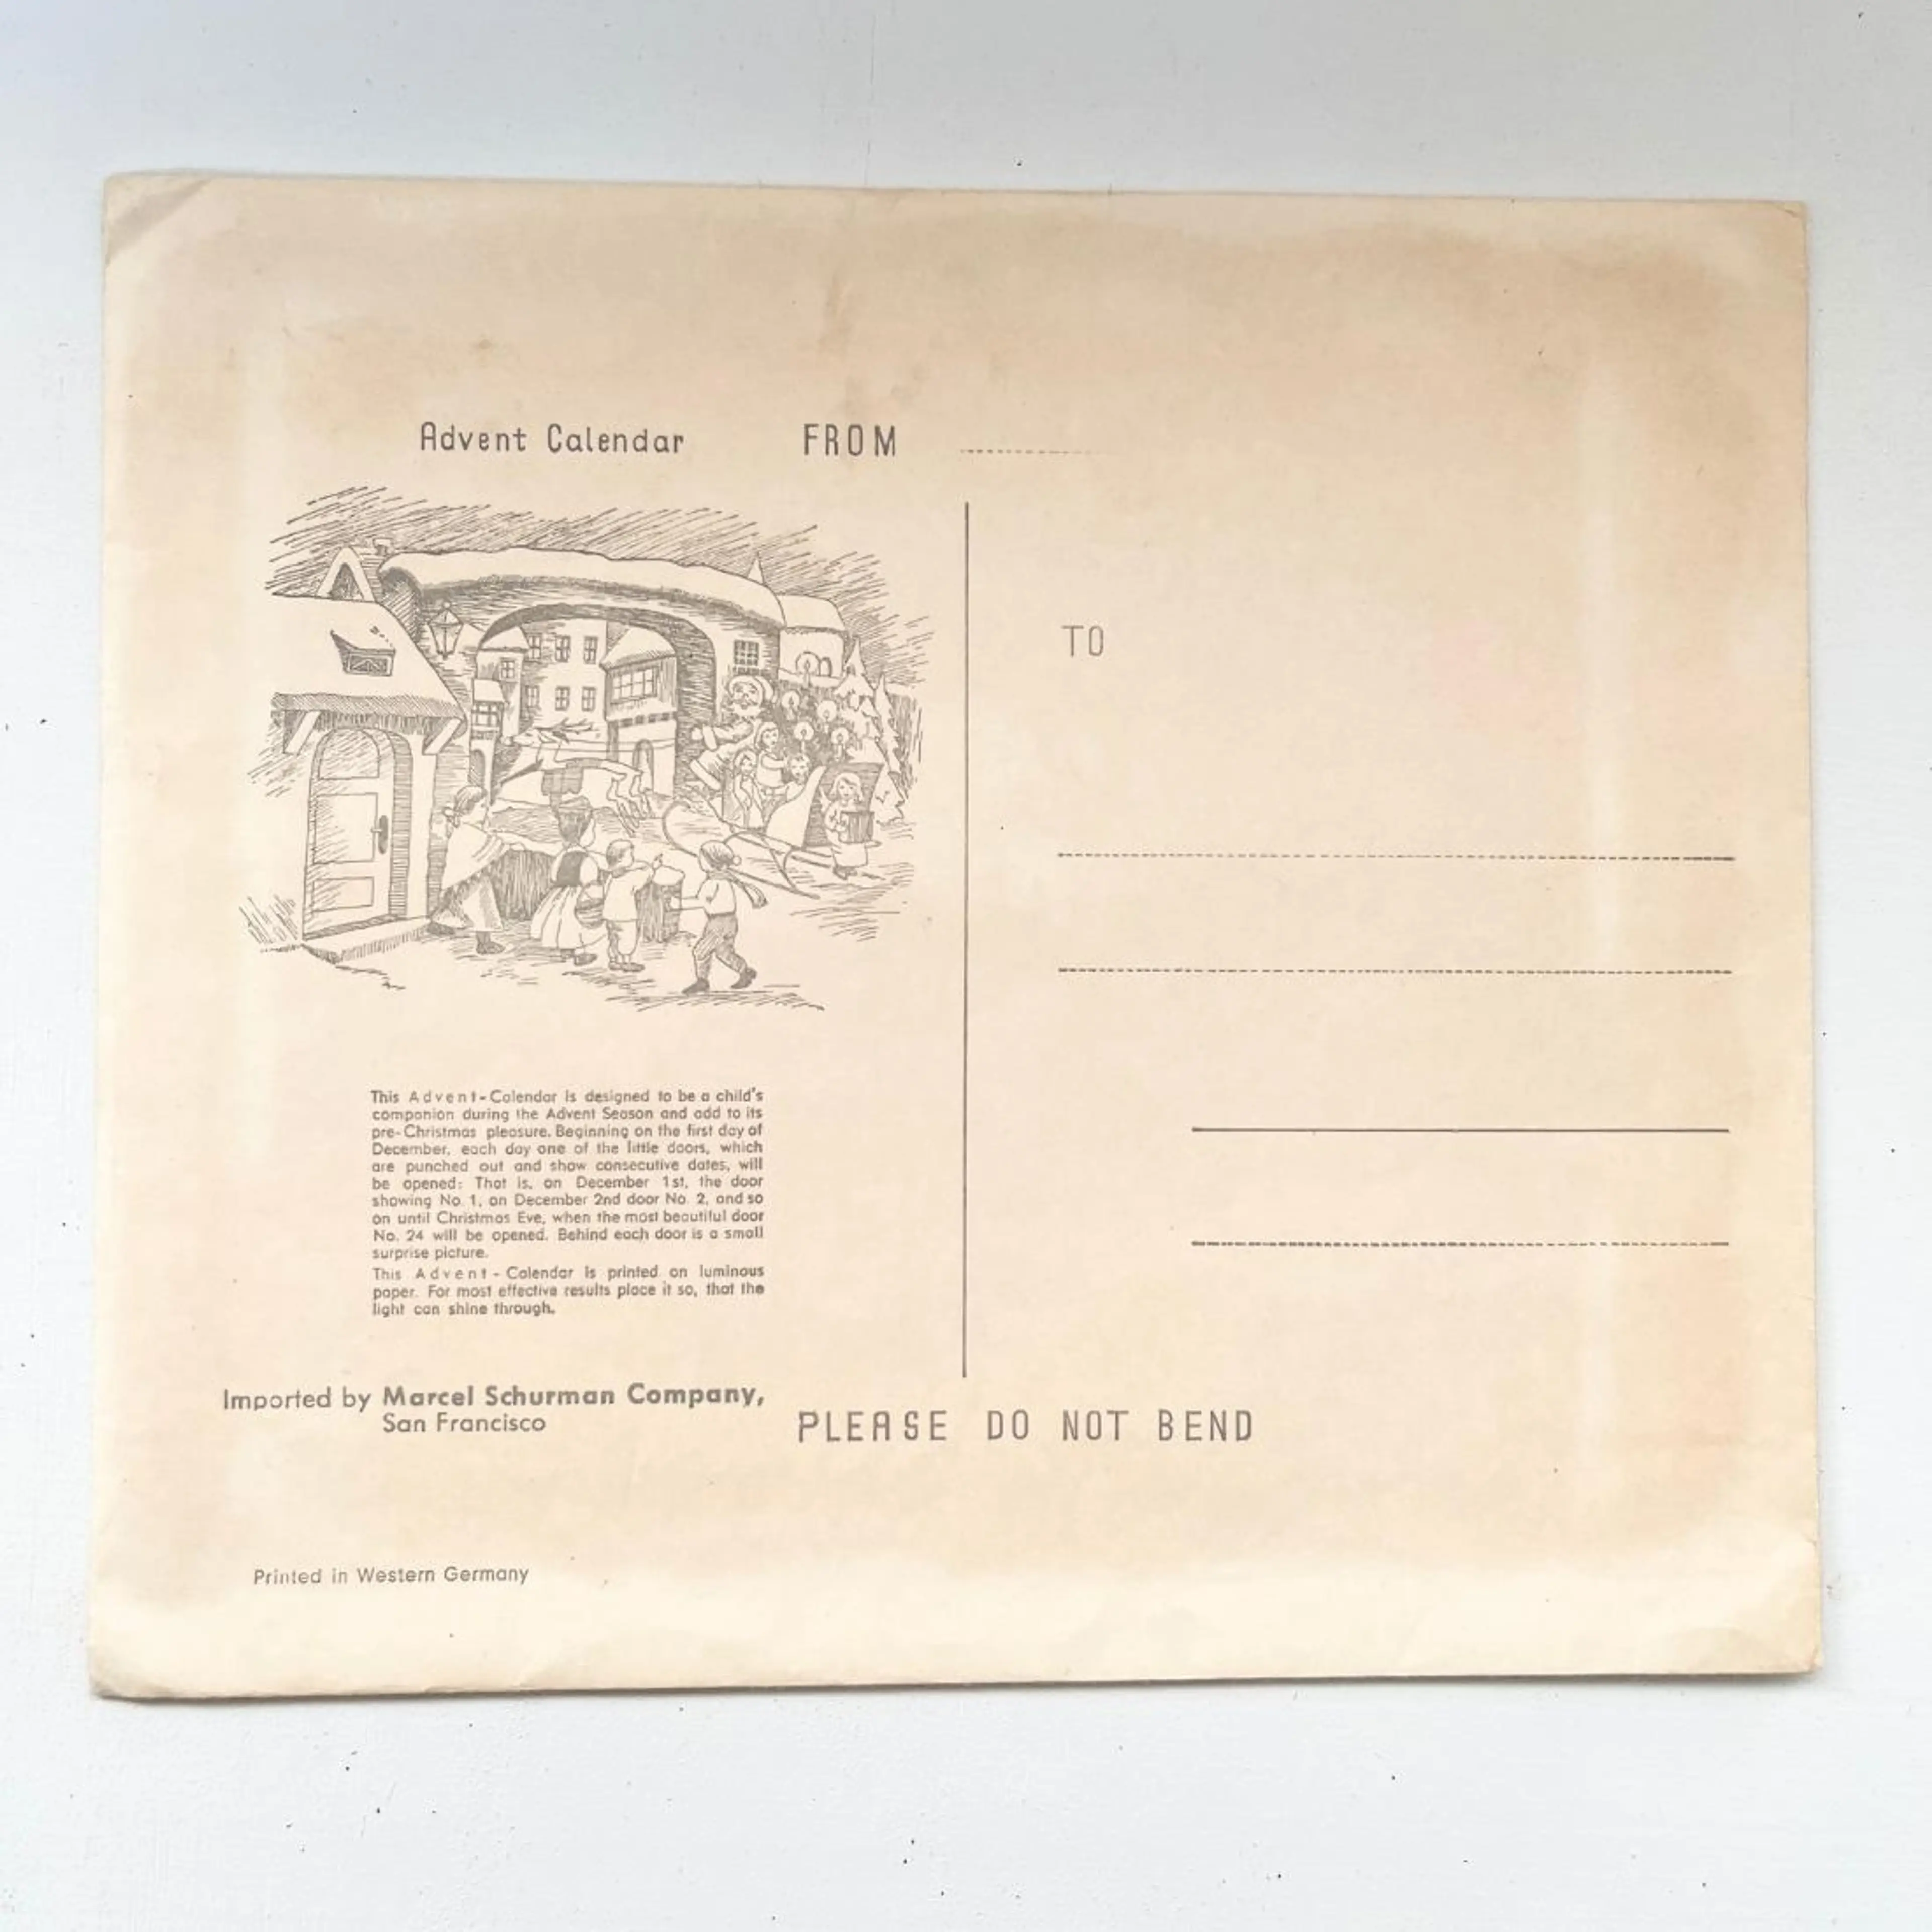 Advent Calendar FROM
TO
This Advent-Calendar is designed to be a child's
companion during the Advent Season and add to its
pre-Christmas pleasure. Beginning on the first day of
December, each day one of the little doors, which
are punched out and show consecutive dates, will
be opened: That is, on December 1st, the door
showing No. 1, on December 2nd door No. 2, and so
on until Christmas Eve, when the most beautiful door
No. 24 will be opened. Behind each door is a small
surprise picture.
This Advent-Calendar is printed on luminous
paper. For most effective results place it so, that the
light can shine through.
Imported by Marcel Schurman Company,
San Francisco
PLEASE DO NOT BEND
Printed in Western Germany